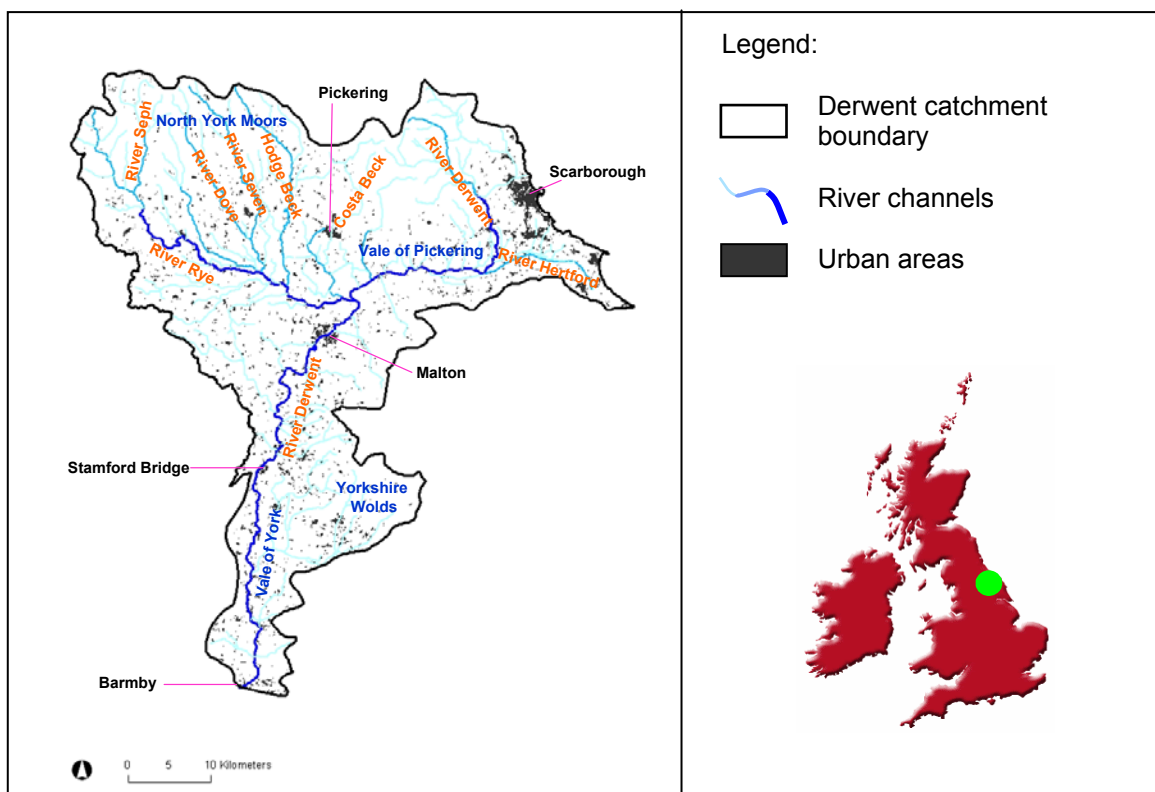 Legend:
Derwent catchment
boundary
River channels
Urban areas
Pickering
Scarborough
North York Moors
River Seph
River Dove
River Seven
Hodge Beck
Costa Beck
River Derwent
Vale of Pickering
River Hertford
River Rye
Malton
River Derwent
Stamford Bridge
Yorkshire
Wolds
Vale of York
Barmby
0 5 10 Kilometers